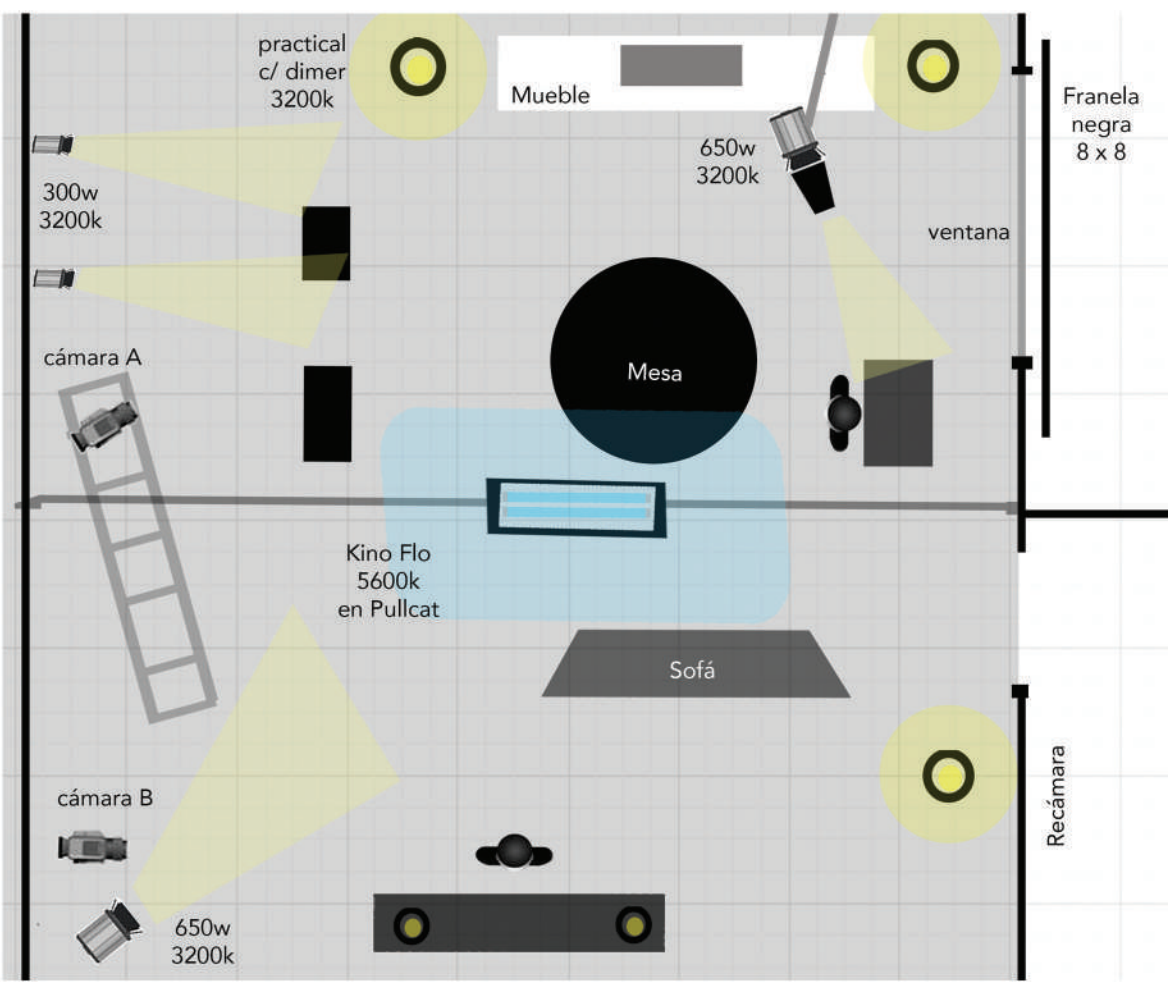 practical
c/ dimer
3200k
Mueble
Franela
negra
8 x 8
650w
3200k
300w
3200k
ventana
cámara A
Mesa
Kino Flo
5600k
en Pullcat
Sofá
cámara B
Recámara
650w
3200k